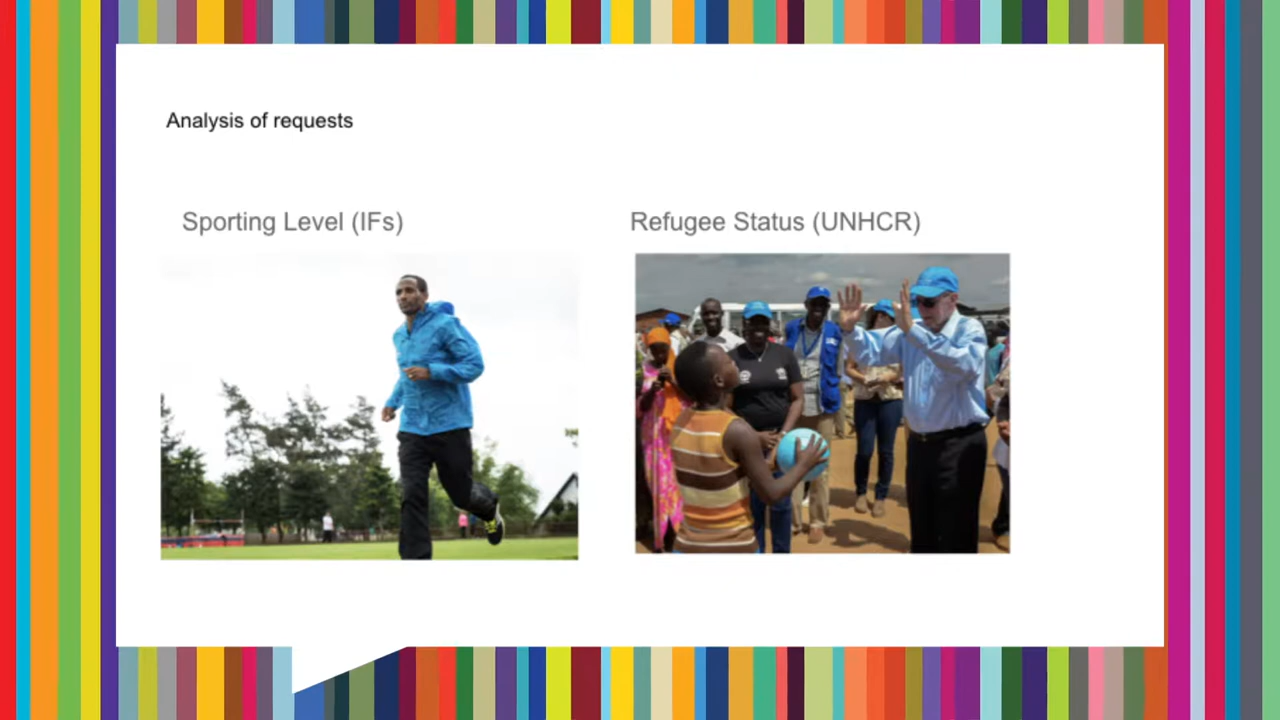 Analysis of requests
Sporting Level (IFs)
Refugee Status (UNHCR)